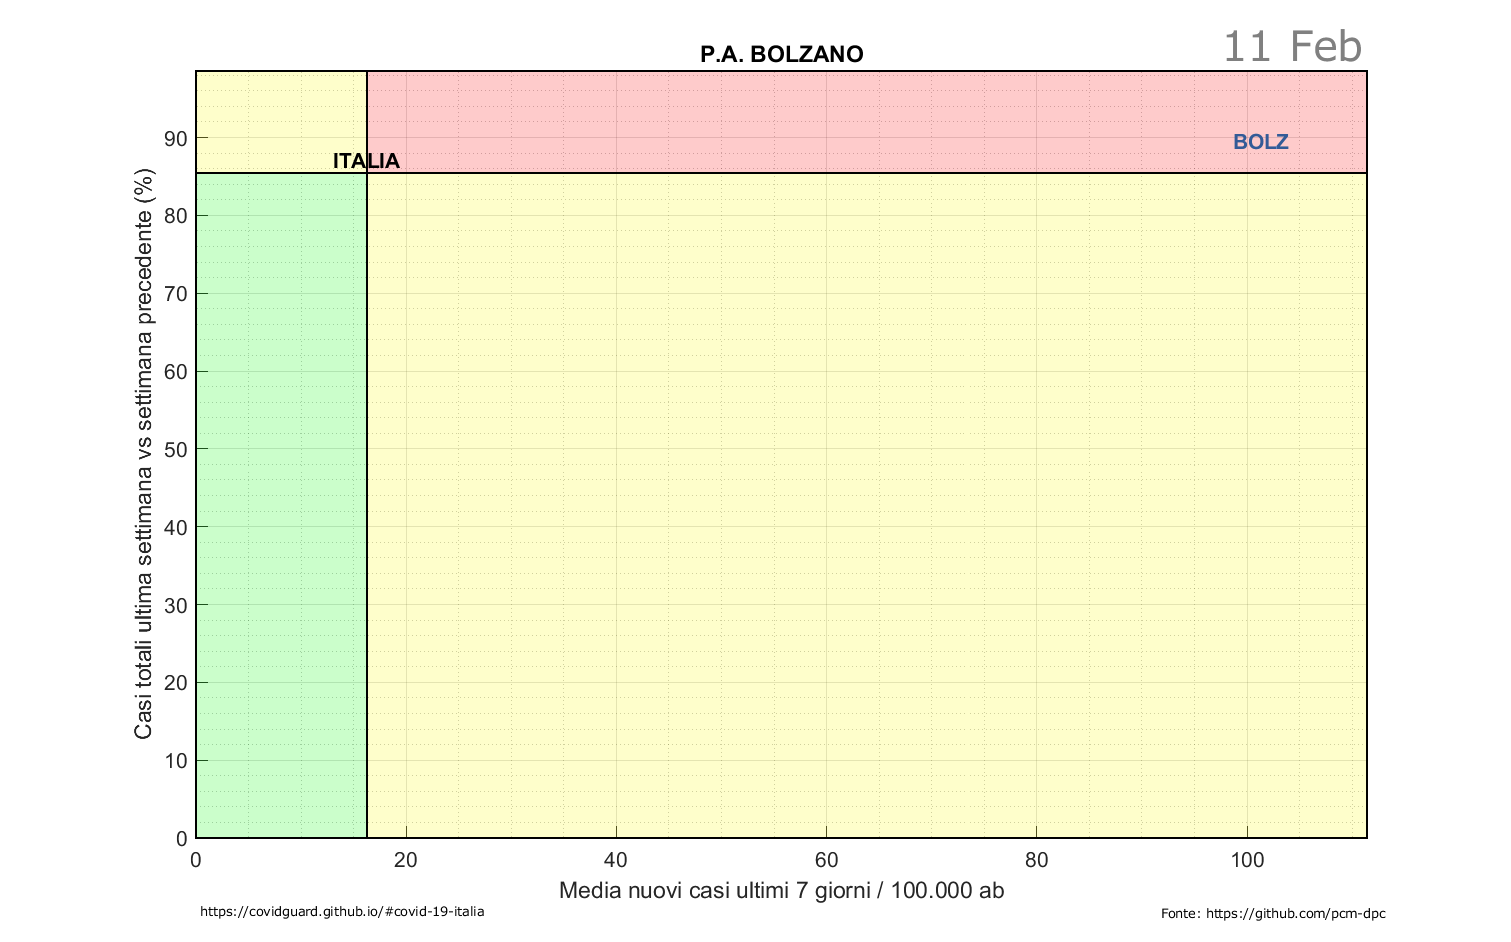 11 Feb
P.A. BOLZANO
90
BOLZ
ITALIA
80
70
60
50
40
30
20
10
0
Casi totali ultima settimana vs settimana precedente (%)
0 20 40 60 80 100
Media nuovi casi ultimi 7 giorni / 100.000 ab
https://covidguard.github.io/#covid-19-italia
Fonte: https://github.com/pcm-dpc